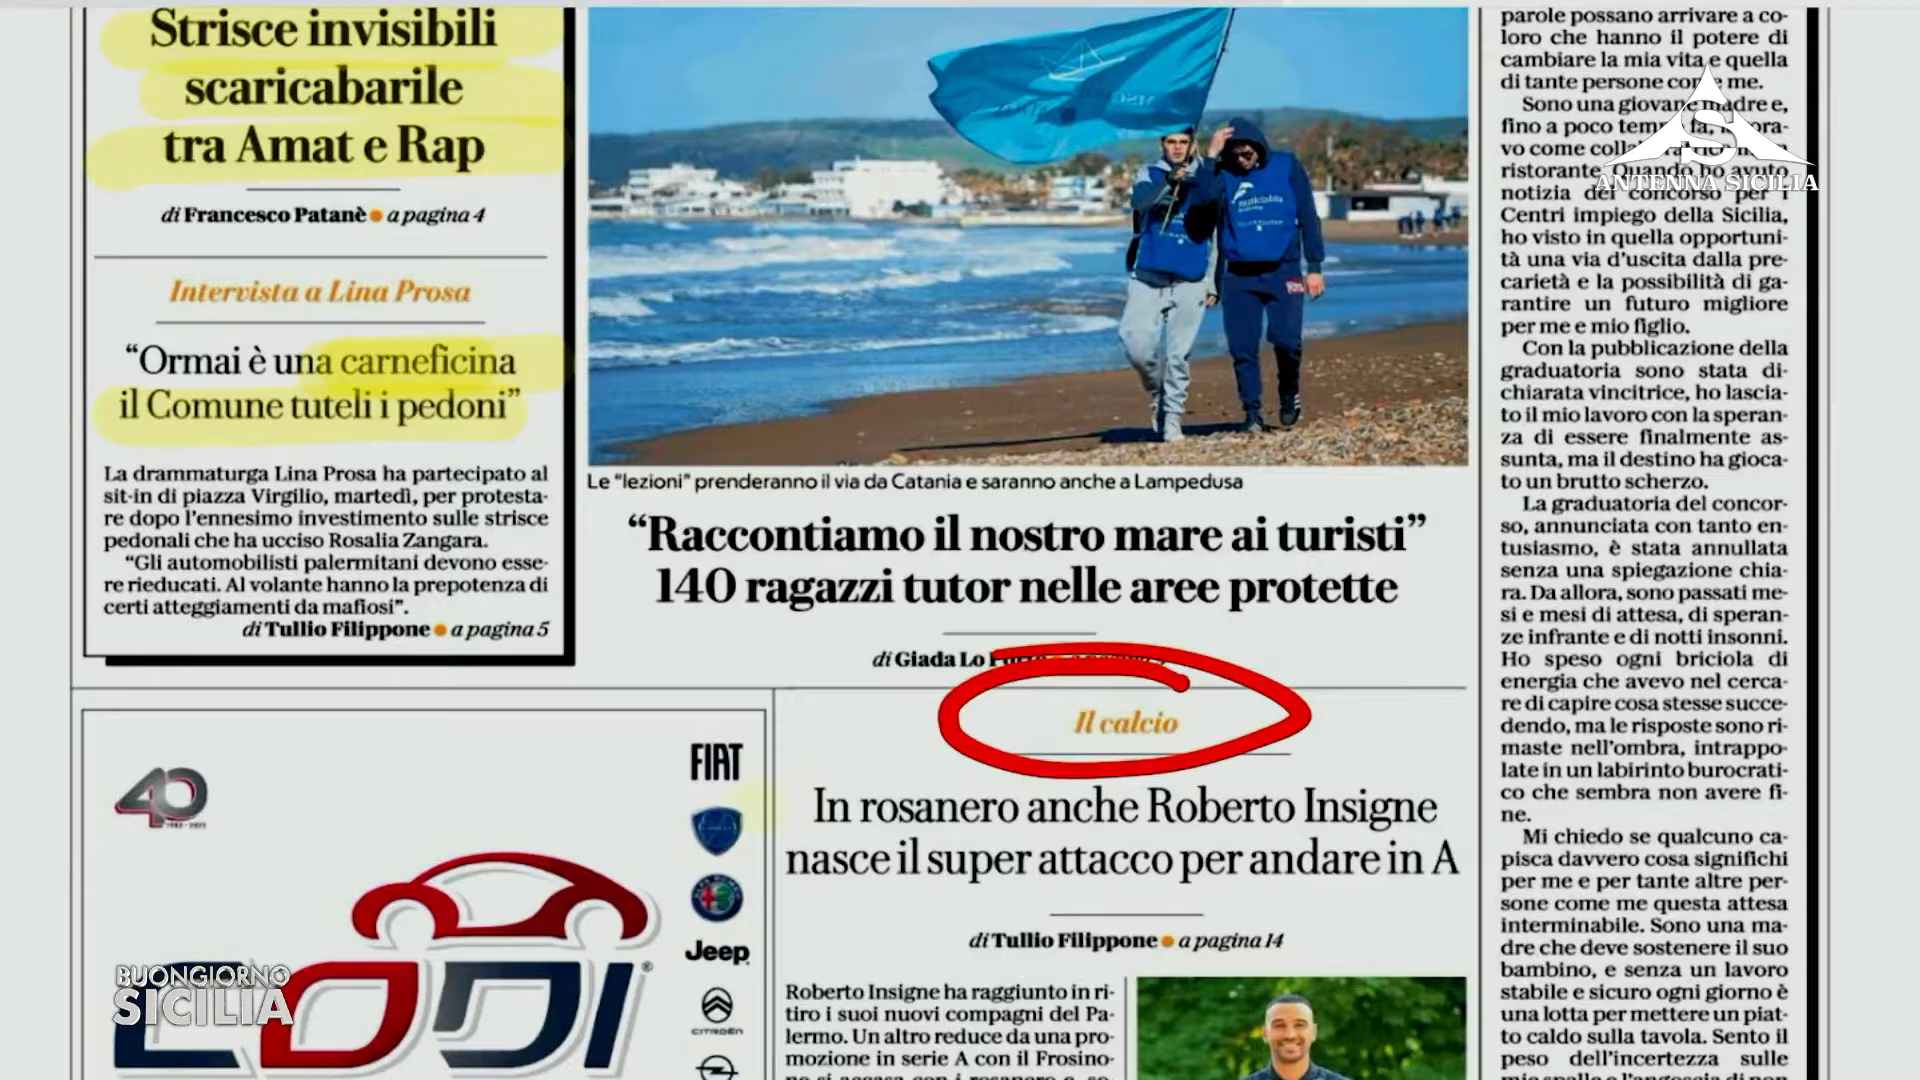 Strisce invisibili
scaricabarile
tra Amat e Rap
di Francesco Patanè a pagina 4
Intervista a Lina Prosa
“Ormai è una carneficina
il Comune tuteli i pedoni”
La drammaturga Lina Prosa ha partecipato al
sit-in di piazza Virgilio, martedì, per protesta-
re dopo l'ennesimo investimento sulle strisce
pedonali che ha ucciso Rosalia Zangara.
“Gli automobilisti palermitani devono esse-
re rieducati. Al volante hanno la prepotenza di
certi atteggiamenti da mafiosi”.
di Tullio Filippone a pagina 5
Le “lezioni” prenderanno il via da Catania e saranno anche a Lampedusa
“Raccontiamo il nostro mare ai turisti”
140 ragazzi tutor nelle aree protette
di Giada Lo
Il calcio
In rosanero anche Roberto Insigne
nasce il super attacco per andare in A
di Tullio Filippone a pagina 14
Roberto Insigne ha raggiunto in ri-
tiro i suoi nuovi compagni del Pa-
lermo. Un altro reduce da una pro-
mozione in serie A con il Frosino-
parole possano arrivare a co-
loro che hanno il potere di
cambiare la mia vita e quella
di tante persone come me.
Sono una giovane madre e,
fino a poco tempo fa, lavora-
vo come collaboratrice in un
ristorante. Quando ho avuto
notizia del concorso per i
Centri impiego della Sicilia,
ho visto in quella opportuni-
tà una via d'uscita dalla pre-
carietà e la possibilità di ga-
rantire un futuro migliore
per me e mio figlio.
Con la pubblicazione della
graduatoria sono stata di-
chiarata vincitrice, ho lascia-
to il mio lavoro con la speran-
za di essere finalmente as-
sunta, ma il destino ha gioca-
to un brutto scherzo.
La graduatoria del concor-
so, annunciata con tanto en-
tusiasmo, è stata annullata
senza una spiegazione chia-
ra. Da allora, sono passati me-
si e mesi di attesa, di speran-
ze infrante e di notti insonni.
Ho speso ogni briciola di
energia che avevo nel cerca-
re di capire cosa stesse succe-
dendo, ma le risposte sono ri-
maste nell'ombra, intrappo-
late in un labirinto burocrati-
co che sembra non avere fi-
ne.
Mi chiedo se qualcuno ca-
pisca davvero cosa significhi
per me e per tante altre per-
sone come me questa attesa
interminabile. Sono una ma-
dre che deve sostenere il suo
bambino, e senza un lavoro
stabile e sicuro ogni giorno è
una lotta per mettere un piat-
to caldo sulla tavola. Sento il
peso dell'incertezza sulle
ANTENNA SICILIA
40
FIAT
Jeep
CITROËN
LODI
BUONGIORNO
SICILIA